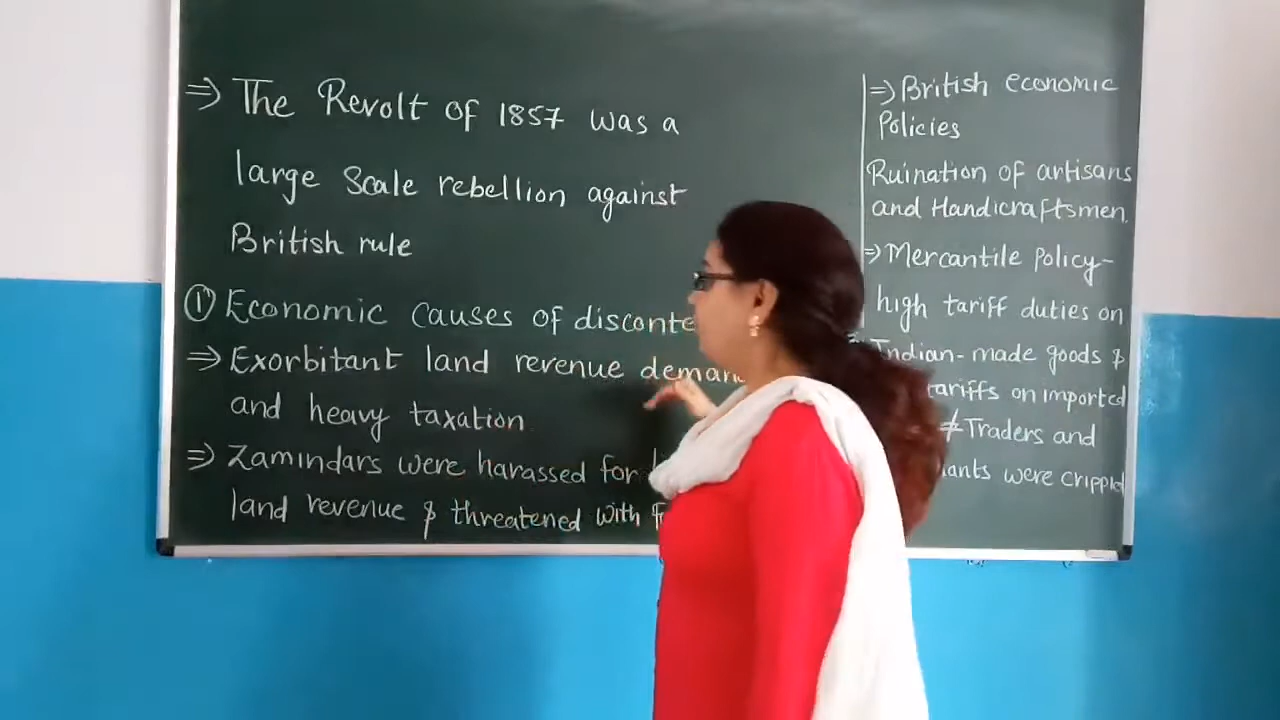 ⇒ The Revolt of 1857 was a
large scale rebellion against
British rule
① Economic causes of
⇒ Exorbitant land revenue
and heavy taxation
⇒ Zamindars were harassed for
land revenue & threatened with
⇒ British economic
Policies
Ruination of artisans
and Handicraftsmen.
⇒ Mercantile Policy-
high tariff duties on
Indian-made goods &
tariffs on imported
≠ Traders and
were crippled